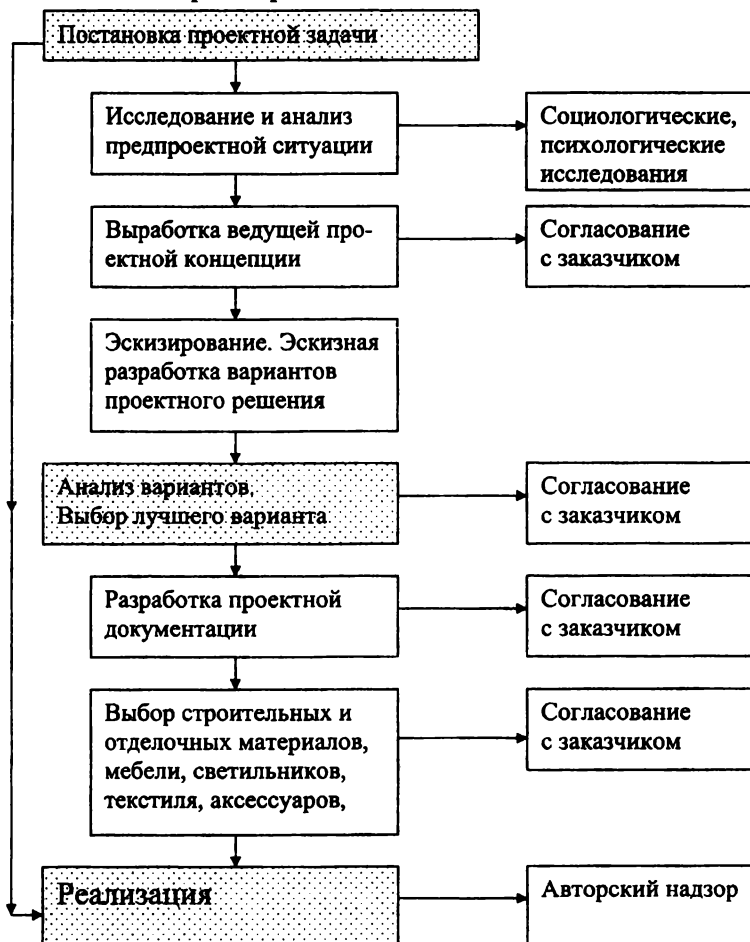 Постановка проектной задачи
Исследование и анализ
предпроектной ситуации
Социологические,
психологические
исследования
Выработка ведущей про-
ектной концепции
Согласование
с заказчиком
Эскизирование. Эскизная
разработка вариантов
проектного решения
Анализ вариантов.
Выбор лучшего варианта
Согласование
с заказчиком
Разработка проектной
документации
Согласование
с заказчиком
Выбор строительных и
отделочных материалов,
мебели, светильников,
текстиля, аксессуаров,
Согласование
с заказчиком
Реализация
Авторский надзор